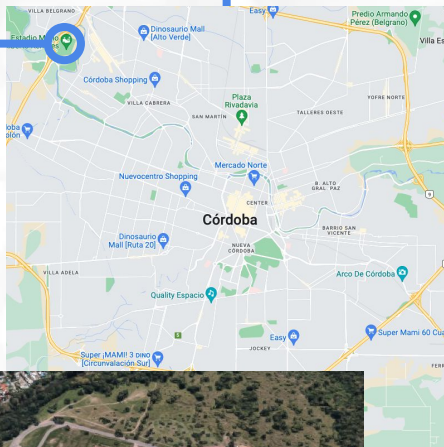 VILLA BELGRANO
Easy
Predio Armando
Pérez (Belgrano)
Dinosaurio Mall
[Alto Verde]
Villa Es
Córdoba Shopping
Plaza
Rivadavia
YOFRE NORTE
VILLA CABRERA
SAN MARTÍN
TALLERES OESTE
Nuevocentro Shopping
Mercado Norte
B. ALTO
GRAL. PAZ
CENTER
Córdoba
BARRIO SAN
VICENTE
Dinosaurio
Mall [Ruta 20]
NUEVA
CÓRDOBA
VILLA ADELA
Arco De Córdoba
Quality Espacio
Easy
Super Mami 60 Cua
JOCKEY
Super ¡MAMI! 3 DINO
[Circunvalación Sur]
FERR